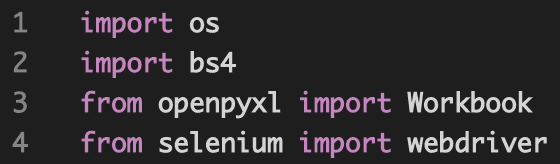 1 import os
2 import bs4
3 from openpyxl import Workbook
4 from selenium import webdriver